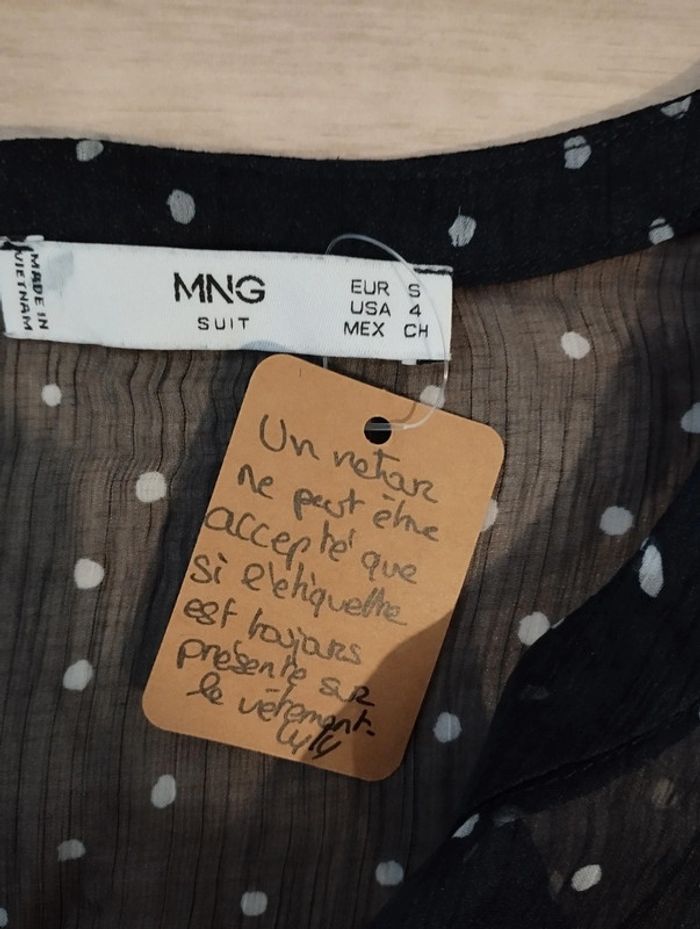 MADE IN
VIETNAM
MNG
SUIT
EUR S
USA 4
MEX CH
Un retour
ne peut être
accepté que
si l'étiquette
est toujours
présente sur
le vêtement.
Lyly